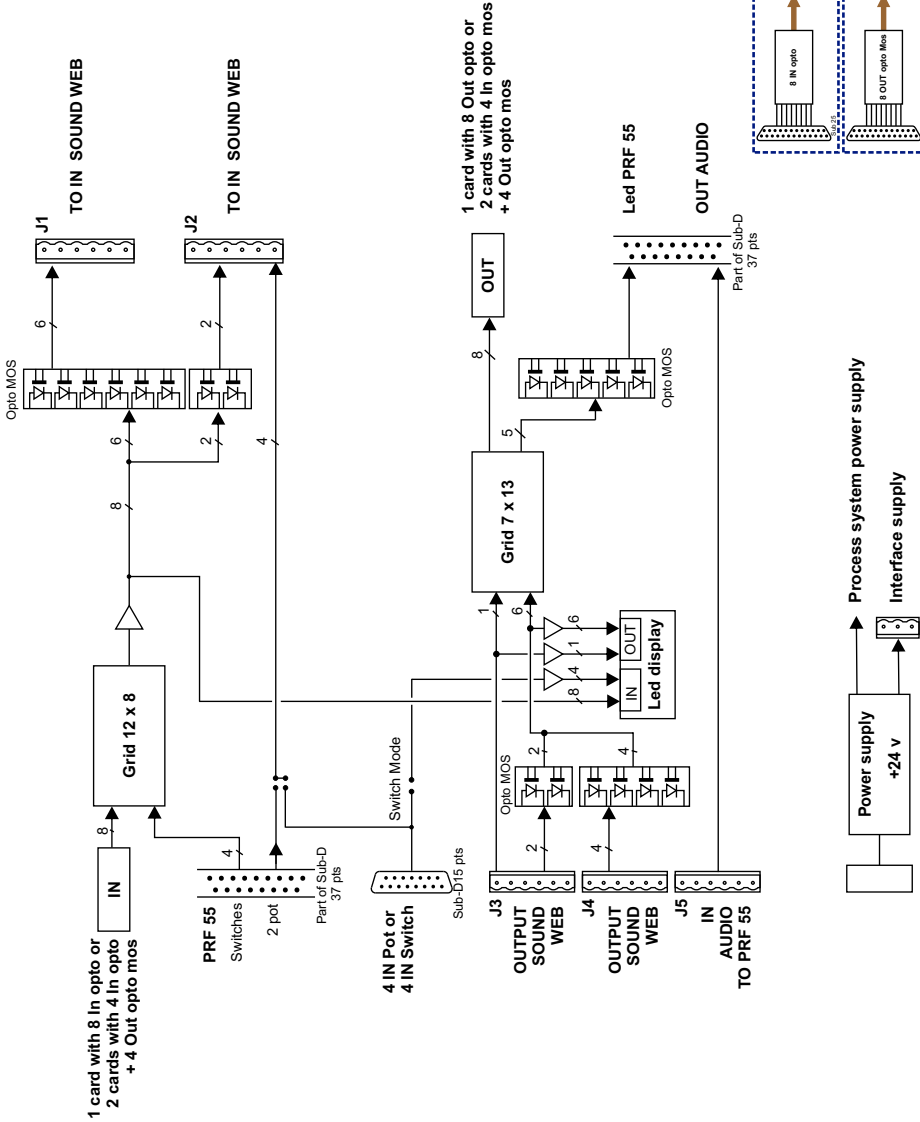 1 card with 8 In opto or
2 cards with 4 In opto
+ 4 Out opto mos
IN
8
Grid 12 x 8
8
6
2
Opto MOS
6
2
4
J1
TO IN SOUND WEB
J2
TO IN SOUND WEB
PRF 55
Switches
4
2 pot
Part of Sub-D
37 pts
4 IN Pot or
4 IN Switch
Sub-D15 pts
Switch Mode
J3
OUTPUT
SOUND
WEB
2
J4
OUTPUT
SOUND
WEB
4
J5
IN
AUDIO
TO PRF 55
Opto MOS
2
4
8
4
1
6
IN
OUT
Led display
1
6
Grid 7 x 13
8
5
Opto MOS
OUT
1 card with 8 Out opto or
2 cards with 4 In opto mos
+ 4 Out opto mos
Led PRF 55
OUT AUDIO
Part of Sub-D
37 pts
Power supply
+24 v
Process system power supply
Interface supply
Sub-25
8 IN opto
8 OUT opto Mos